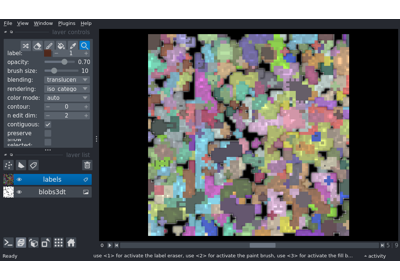 File View Window Plugins Help
layer controls
label: 1
opacity: 0.70
brush size: 10
blending: translucen
rendering: iso_catego
color mode: auto
contour: 0
n edit dim: 2
contiguous:
preserve
selected:
layer list
labels
blobs3dt
Ready
use <1> for activate the label eraser, use <2> for activate the paint brush, use <3> for activate the fill b...
activity